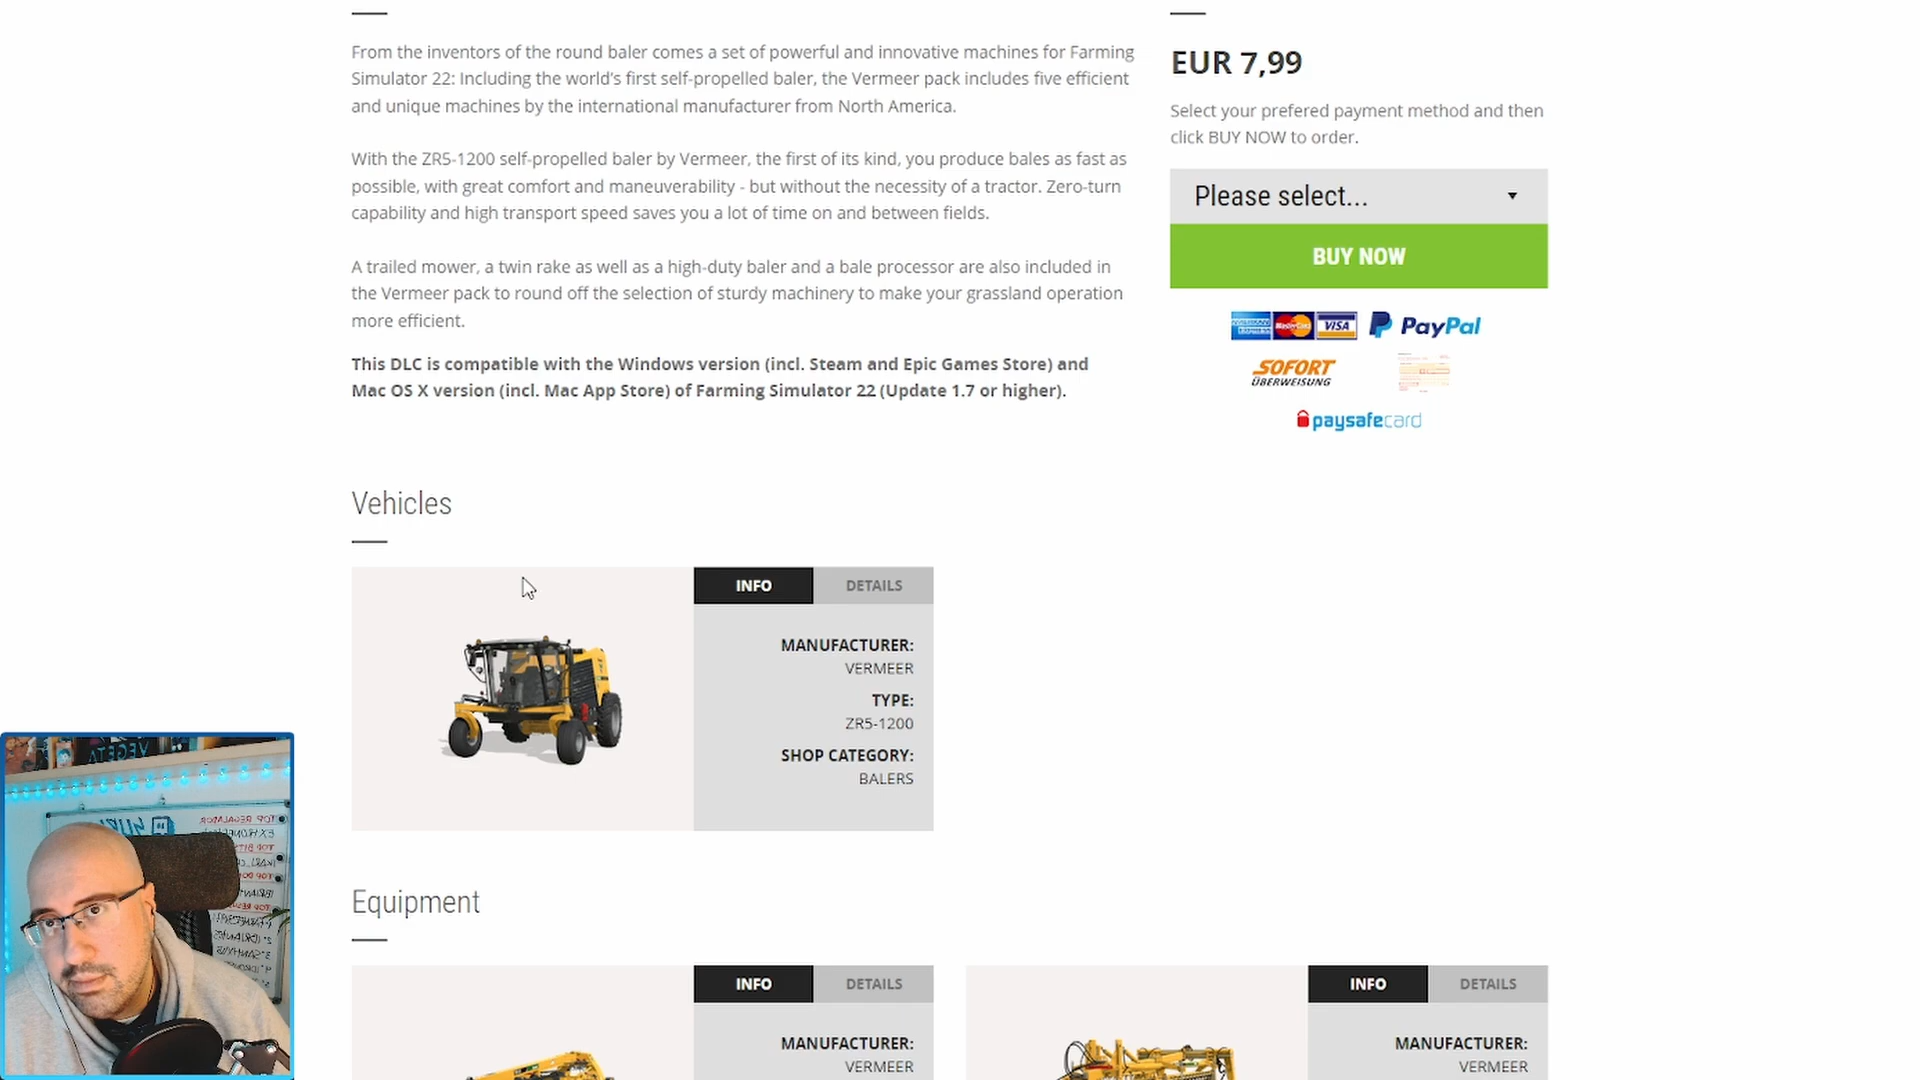 From the inventors of the round baler comes a set of powerful and innovative machines for Farming
Simulator 22: Including the world's first self-propelled baler, the Vermeer pack includes five efficient
and unique machines by the international manufacturer from North America.
With the ZR5-1200 self-propelled baler by Vermeer, the first of its kind, you produce bales as fast as
possible, with great comfort and maneuverability - but without the necessity of a tractor. Zero-turn
capability and high transport speed saves you a lot of time on and between fields.
A trailed mower, a twin rake as well as a high-duty baler and a bale processor are also included in
the Vermeer pack to round off the selection of sturdy machinery to make your grassland operation
more efficient.
This DLC is compatible with the Windows version (incl. Steam and Epic Games Store) and
Mac OS X version (incl. Mac App Store) of Farming Simulator 22 (Update 1.7 or higher).
EUR 7,99
Select your prefered payment method and then
click BUY NOW to order.
Please select...
BUY NOW
AMERICAN EXPRESS MasterCard VISA PayPal
SOFORT
ÜBERWEISUNG
paysafecard
Vehicles
INFO DETAILS
MANUFACTURER:
VERMEER
TYPE:
ZR5-1200
SHOP CATEGORY:
BALERS
Equipment
INFO DETAILS
MANUFACTURER:
VERMEER
INFO DETAILS
MANUFACTURER:
VERMEER
VEGETA
TOP REGALADOR